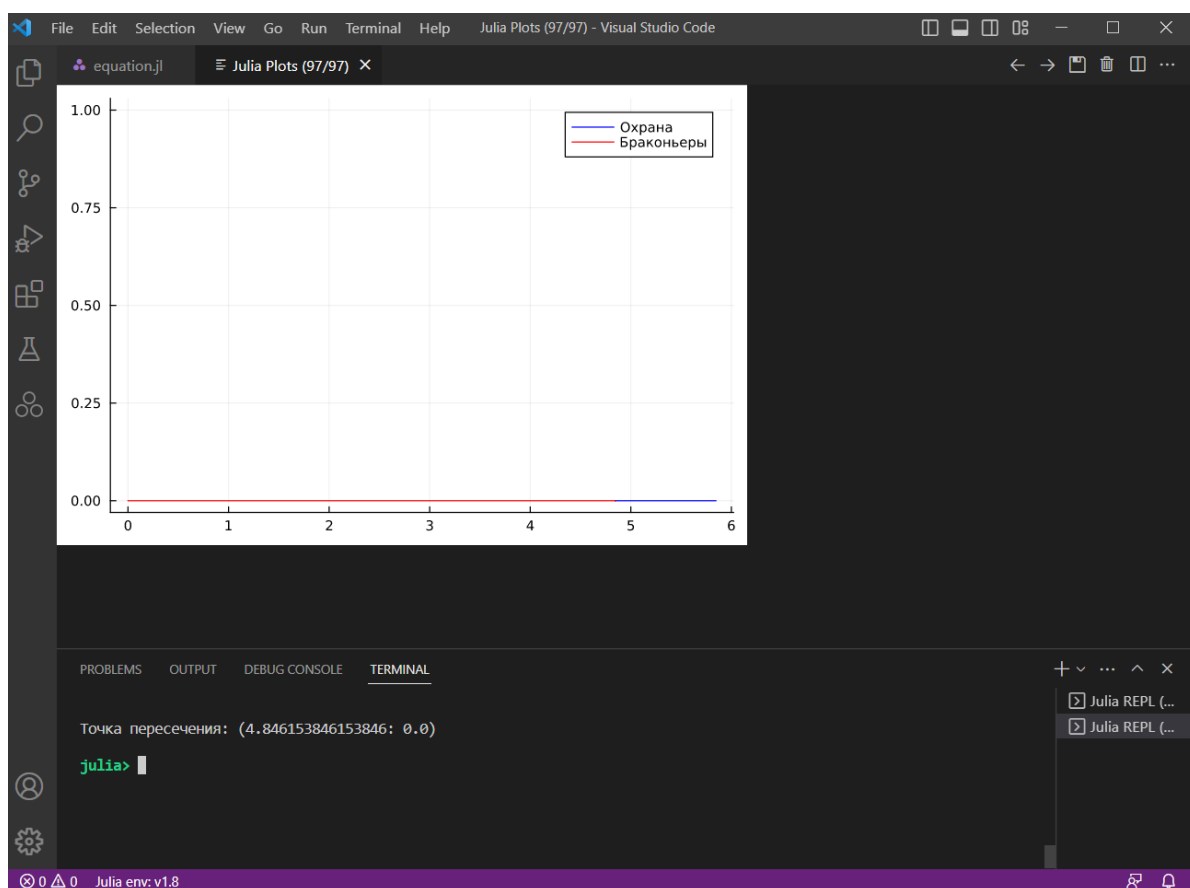 File Edit Selection View Go Run Terminal Help Julia Plots (97/97) - Visual Studio Code
equation.jl Julia Plots (97/97)
1.00
Охрана
Браконьеры
0.75
0.50
0.25
0.00
0 1 2 3 4 5 6
PROBLEMS OUTPUT DEBUG CONSOLE TERMINAL
Julia REPL (...
Точка пересечения: (4.846153846153846: 0.0)
Julia REPL (...
julia>
0 0 Julia env: v1.8